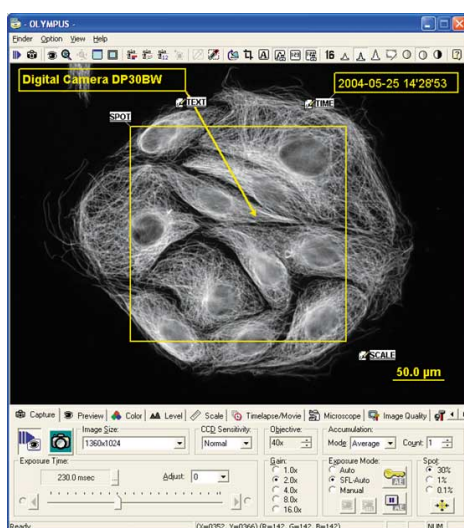 - OLYMPUS -
Finder Option View Help
16
Digital Camera DP30BW
2004-05-25 14'28'53
TEXT
TIME
SPOT
SCALE
50.0 µm
Capture Preview Color Level Scale Timelapse/Movie Microscope Image Quality
Image Size: CCD Sensitivity: Objective: Accumulation:
1360x1024 Normal 40x Mode Average Count: 1
Exposure Time: Gain: Exposure Mode: Spot:
230.0 msec Adjust: 0 1.0x Auto 30%
2.0x SFL-Auto 1%
4.0x Manual 0.1%
8.0x
16.0x
Ready (X=0352, Y=0366) (R=142, G=142, B=142) NUM